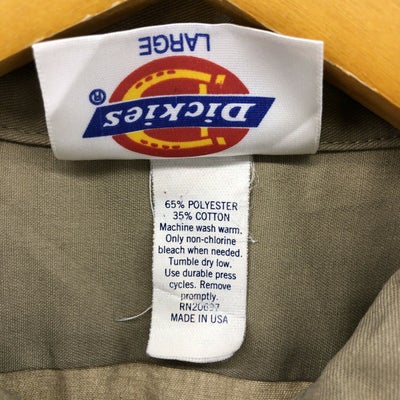 LARGE
Dickies®
65% POLYESTER
35% COTTON
Machine wash warm.
Only non-chlorine
bleach when needed.
Tumble dry low.
Use durable press
cycles. Remove
promptly.
RN20697
MADE IN USA